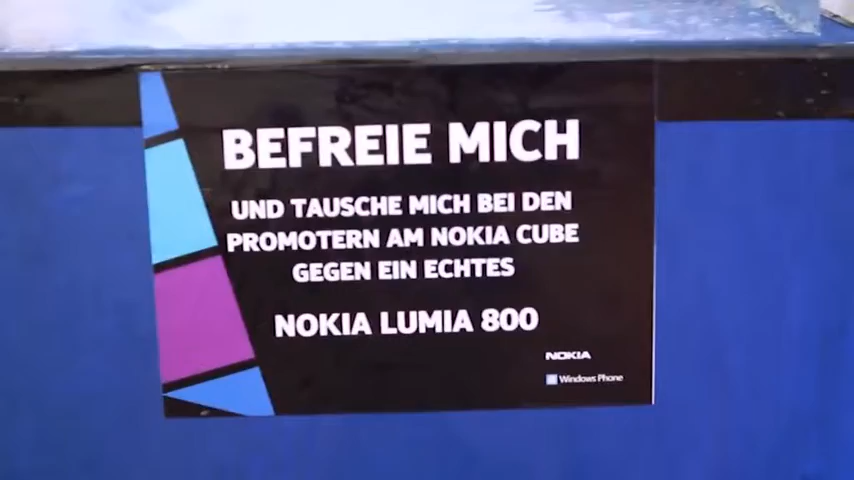 BEFREIE MICH
UND TAUSCHE MICH BEI DEN
PROMOTERN AM NOKIA CUBE
GEGEN EIN ECHTES
NOKIA LUMIA 800
NOKIA
Windows Phone